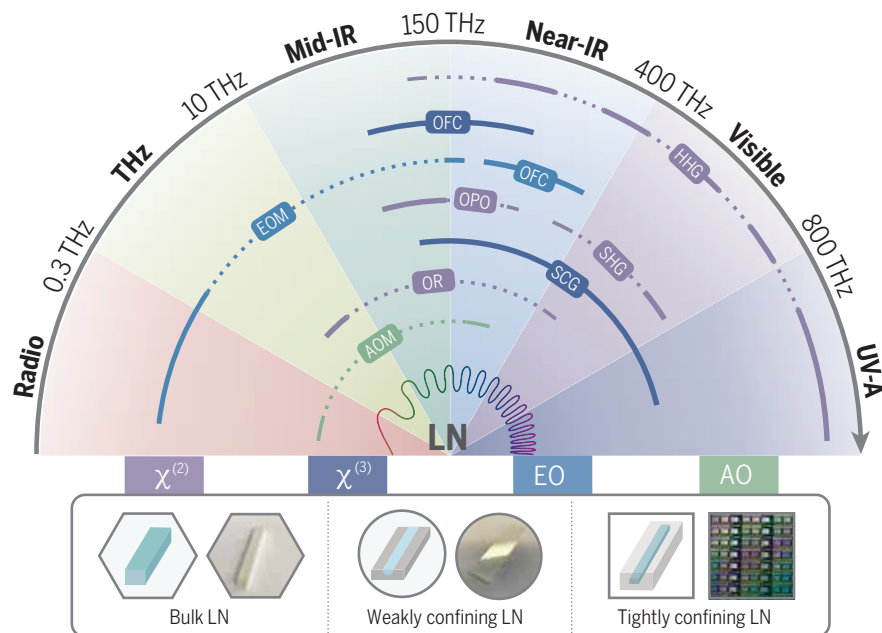 Radio
0.3 THz
THz
10 THz
Mid-IR
150 THz
Near-IR
400 THz
Visible
800 THz
UV-A
OFC
HHG
OFC
EOM
OPO
SHG
SCG
OR
AOM
LN
χ(2)
χ(3)
EO
AO
Bulk LN
Weakly confining LN
Tightly confining LN